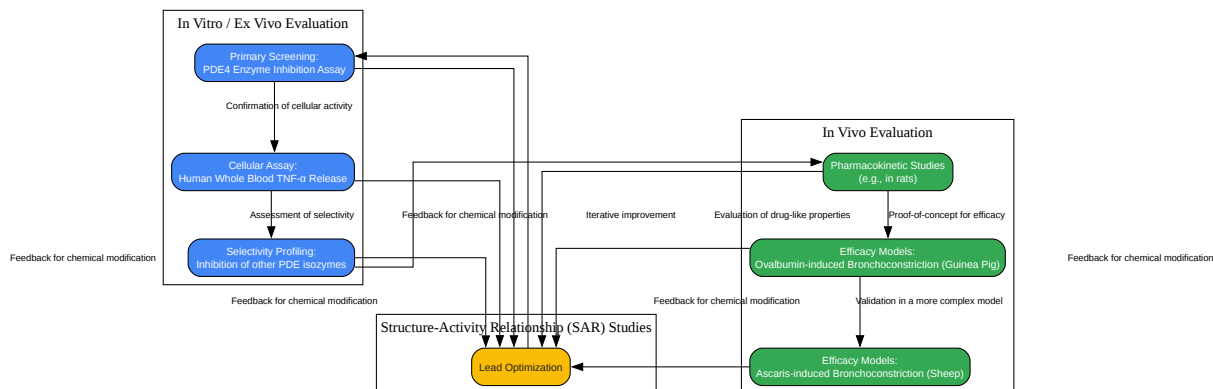 In Vitro / Ex Vivo Evaluation
Primary Screening:
PDE4 Enzyme Inhibition Assay
Confirmation of cellular activity
In Vivo Evaluation
Cellular Assay:
Human Whole Blood TNF-α Release
Pharmacokinetic Studies
(e.g., in rats)
Assessment of selectivity
Feedback for chemical modification
Iterative improvement
Evaluation of drug-like properties
Proof-of-concept for efficacy
Feedback for chemical modification
Selectivity Profiling:
Inhibition of other PDE isozymes
Efficacy Models:
Ovalbumin-induced Bronchoconstriction (Guinea Pig)
Feedback for chemical modification
Feedback for chemical modification
Feedback for chemical modification
Validation in a more complex model
Structure-Activity Relationship (SAR) Studies
Lead Optimization
Efficacy Models:
Ascaris-induced Bronchoconstriction (Sheep)